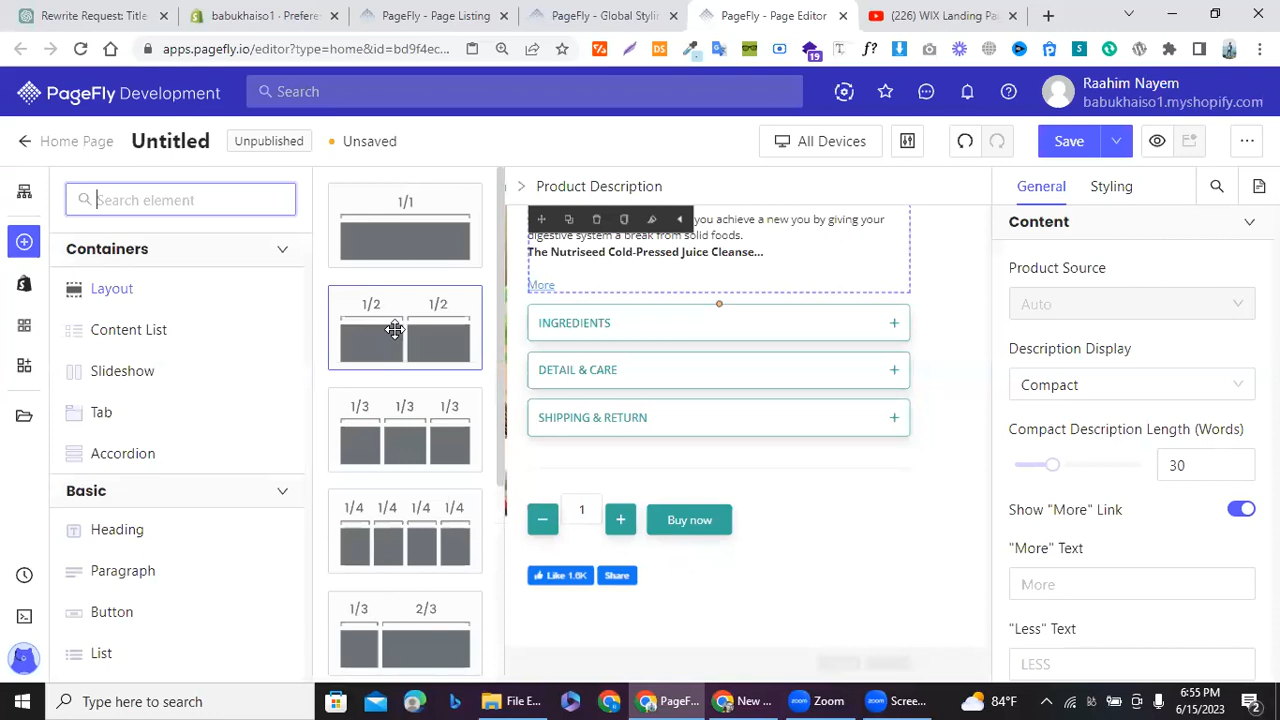 Rewrite Integral Titles
babukhaiso1 · Prefere
PageFly - Page Listing
PageFly - Global Stylin
PageFly - Page Editor
(226) WIX Landing Pa
apps.pagefly.io/editor?type=home&id=bd9f4ec...
19
PageFly Development
Search
Raahim Nayem
babukhaiso1.myshopify.com
Home Page
Untitled
Unpublished
Unsaved
All Devices
Save
Search element
Containers
Layout
Content List
Slideshow
Tab
Accordion
Basic
Heading
Paragraph
Button
List
1/1
1/2 1/2
1/3 1/3 1/3
1/4 1/4 1/4 1/4
1/3 2/3
Product Description
you achieve a new you by giving your
digestive system a break from solid foods.
The Nutriseed Cold-Pressed Juice Cleanse...
More
INGREDIENTS
DETAIL & CARE
SHIPPING & RETURN
1
Buy now
Like 1.6K Share
General
Styling
Content
Product Source
Auto
Description Display
Compact
Compact Description Length (Words)
30
Show "More" Link
"More" Text
More
"Less" Text
LESS
Type here to search
File E...
PageF...
New ...
Zoom
Scree...
84°F
6:55 PM
6/15/2023
2